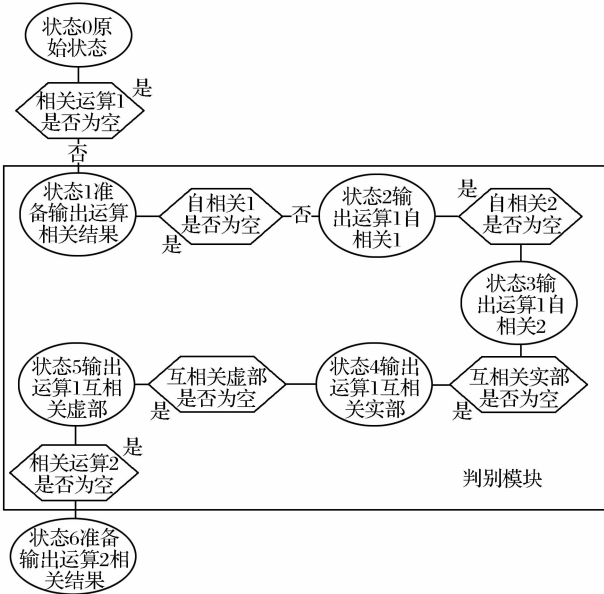 状态0原
始状态
是
相关运算1
是否为空
否
状态1准
备输出运算
相关结果
自相关1
是否为空
是
否
状态2输
出运算1自
相关1
是
自相关2
是否为空
状态3输
出运算1自
相关2
互相关实部
是否为空
是
状态4输出
运算1互相
关实部
互相关虚部
是否为空
是
状态5输出
运算1互相
关虚部
是
相关运算2
是否为空
判别模块
状态6准备
输出运算2相
关结果